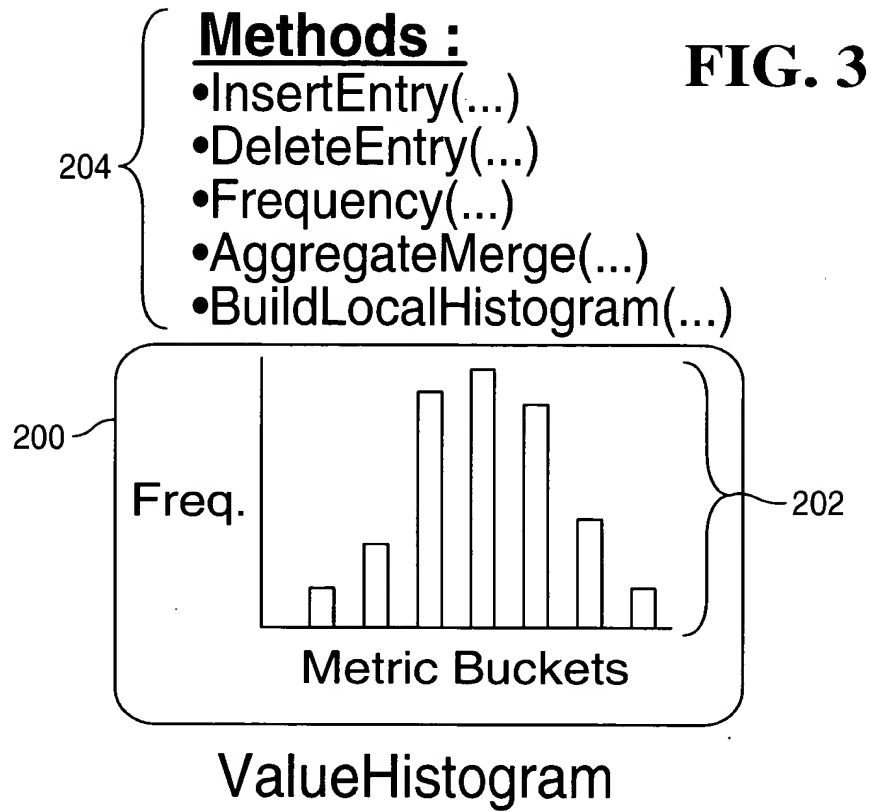 Methods :
FIG. 3
•InsertEntry(...)
•DeleteEntry(...)
204
•Frequency(...)
•AggregateMerge(...)
•BuildLocalHistogram(...)
200
Freq.
202
Metric Buckets
ValueHistogram